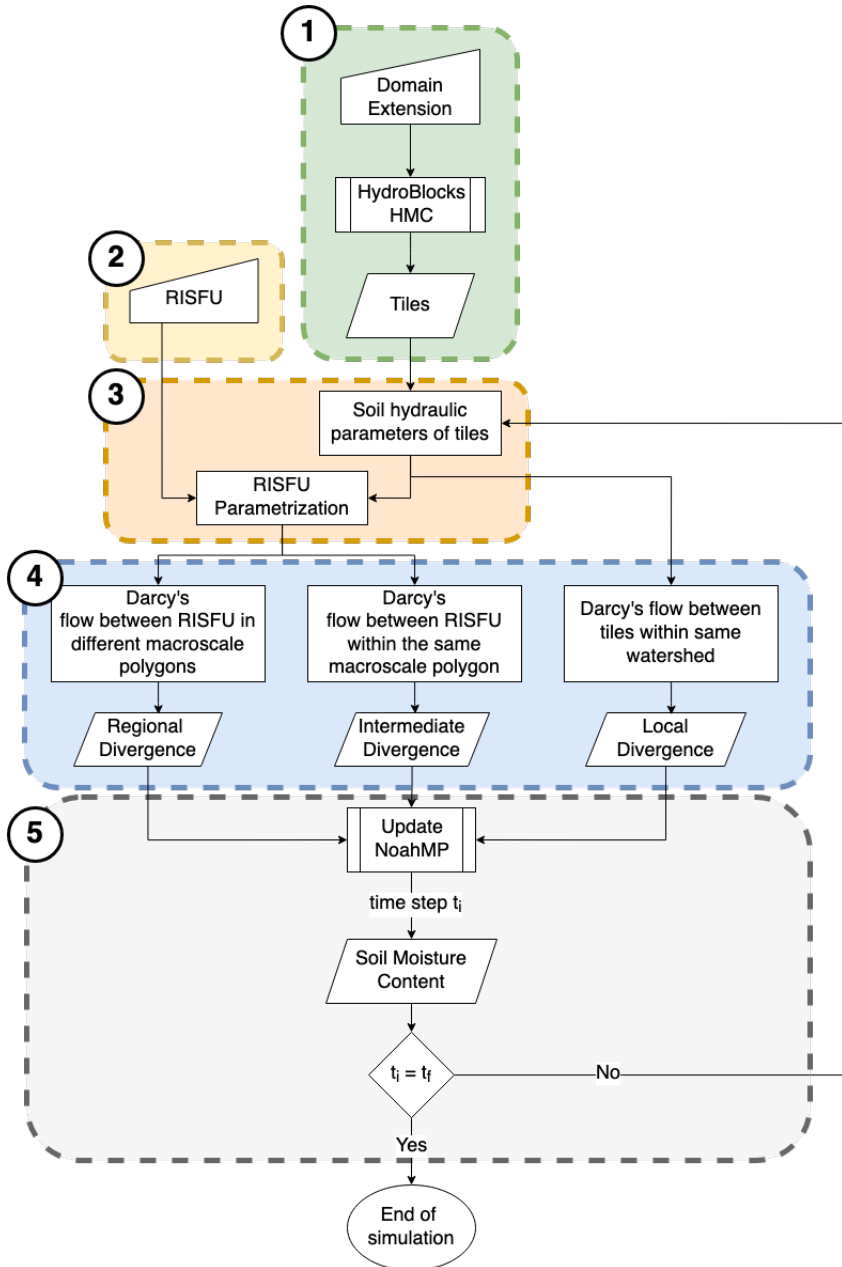 1
Domain
Extension
HydroBlocks
HMC
Tiles
2
RISFU
3
Soil hydraulic
parameters of tiles
RISFU
Parametrization
4
Darcy's
flow between RISFU in
different macroscale
polygons
Darcy's
flow between RISFU
within the same
macroscale polygon
Darcy's flow between
tiles within same
watershed
Regional
Divergence
Intermediate
Divergence
Local
Divergence
5
Update
NoahMP
time step tᵢ
Soil Moisture
Content
tᵢ = t_f
No
Yes
End of
simulation